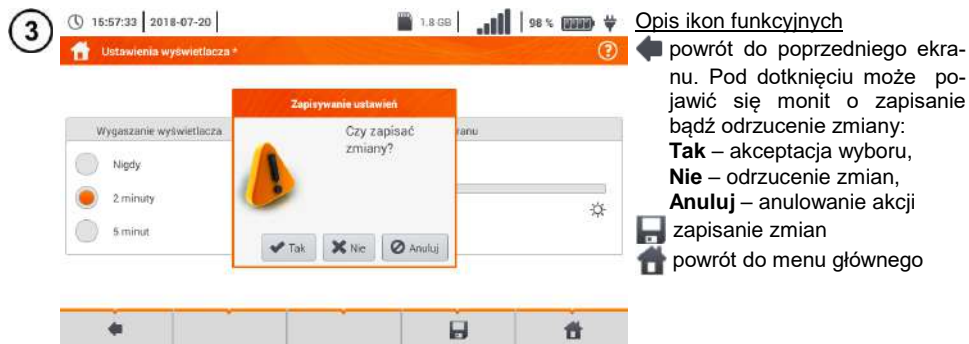 3
15:57:33 2018-07-20 1.8 GB 98 %
Ustawienia wyświetlacza *
?
Zapisywanie ustawień
Wygaszanie wyświetlacza
ranu
Czy zapisać
zmiany?
Nigdy
2 minuty
5 minut
Tak Nie Anuluj
Opis ikon funkcyjnych
powrót do poprzedniego ekra-
nu. Pod dotknięciu może po-
jawić się monit o zapisanie
bądź odrzucenie zmiany:
Tak – akceptacja wyboru,
Nie – odrzucenie zmian,
Anuluj – anulowanie akcji
zapisanie zmian
powrót do menu głównego